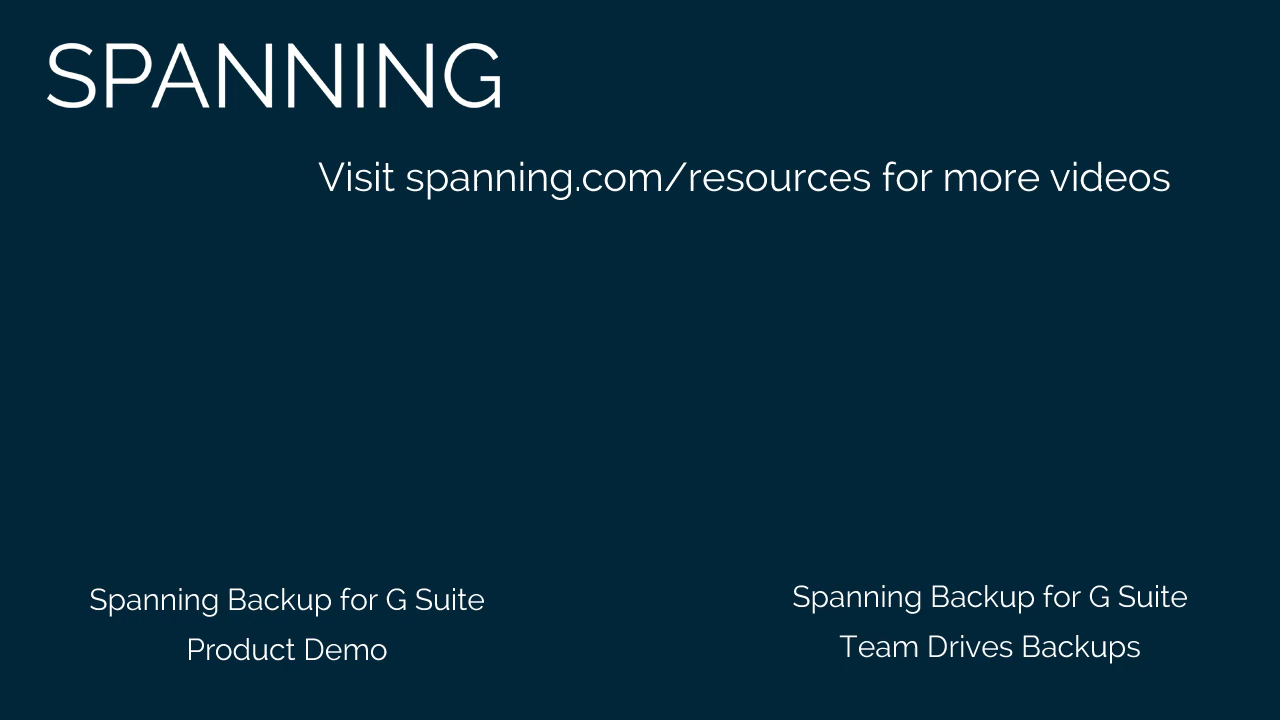 SPANNING
Visit spanning.com/resources for more videos
Spanning Backup for G Suite
Product Demo
Spanning Backup for G Suite
Team Drives Backups